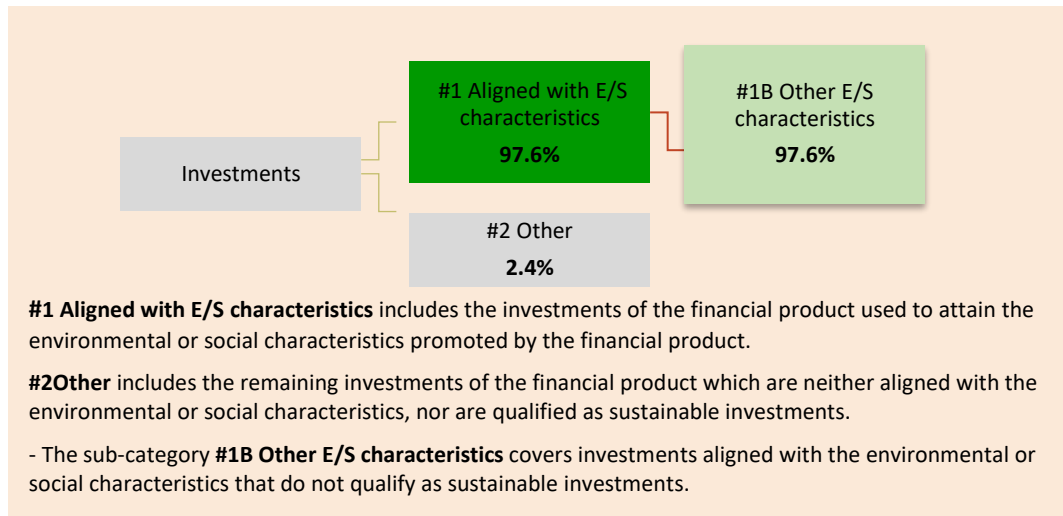 Investments
#1 Aligned with E/S
characteristics
97.6%
#1B Other E/S
characteristics
97.6%
#2 Other
2.4%
#1 Aligned with E/S characteristics includes the investments of the financial product used to attain the
environmental or social characteristics promoted by the financial product.
#2Other includes the remaining investments of the financial product which are neither aligned with the
environmental or social characteristics, nor are qualified as sustainable investments.
- The sub-category #1B Other E/S characteristics covers investments aligned with the environmental or
social characteristics that do not qualify as sustainable investments.